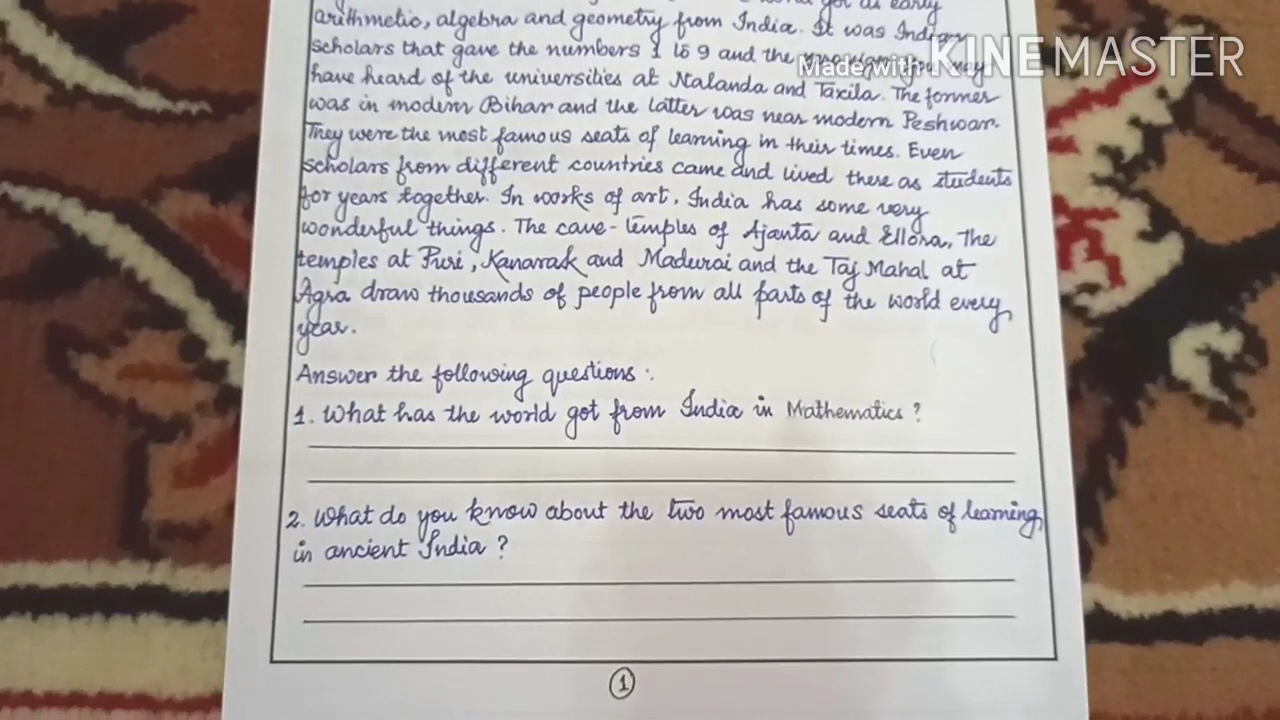 got as early
arithmetic, algebra and geometry from India. It was Indian
scholars that gave the numbers 1 to 9 and the may
Made with KINEMASTER
have heard of the universities at Nalanda and Taxila. The former
was in modern Bihar and the latter was near modern Peshwar.
They were the most famous seats of learning in their times. Even
scholars from different countries came and lived there as students
for years together. In works of art, India has some very
wonderful things. The cave-temples of Ajanta and Ellora, The
temples at Puri, Kanarak and Madurai and the Taj Mahal at
Agra draw thousands of people from all parts of the world every
year.
Answer the following questions :
1. What has the world got from India in Mathematics ?
2. What do you know about the two most famous seats of learning
in ancient India ?
1